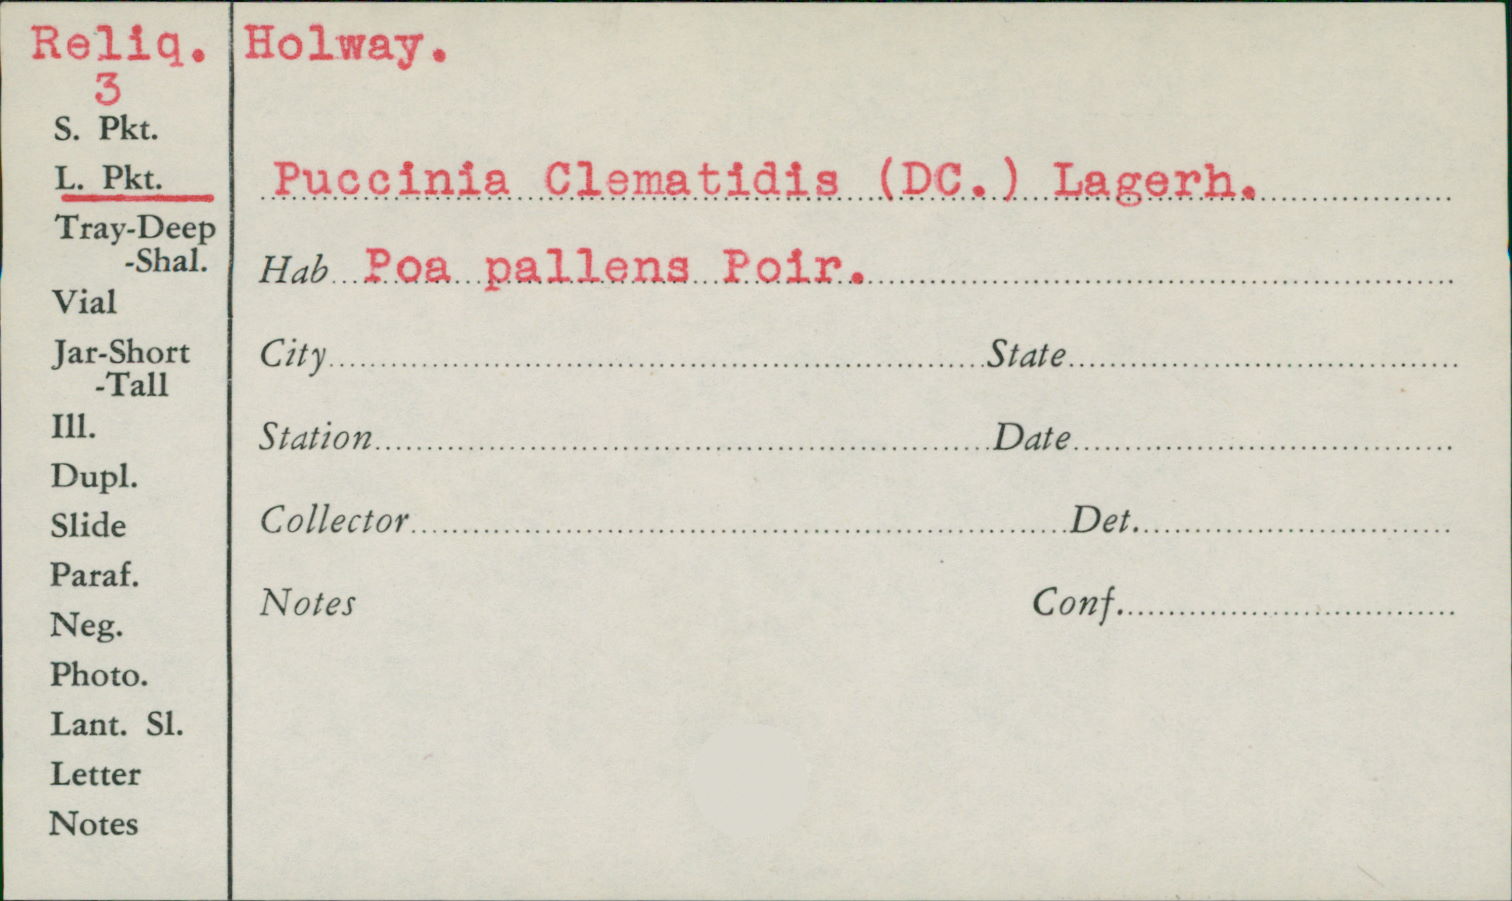 Reliq. Holway.
3
S. Pkt.
L. Pkt.
Puccinia Clematidis (DC.) Lagerh.
Tray-Deep
-Shal.
Hab Poa pallens Poir.
Vial
Jar-Short
-Tall
City State
Ill.
Station Date
Dupl.
Slide
Collector Det.
Paraf.
Neg.
Notes Conf.
Photo.
Lant. Sl.
Letter
Notes